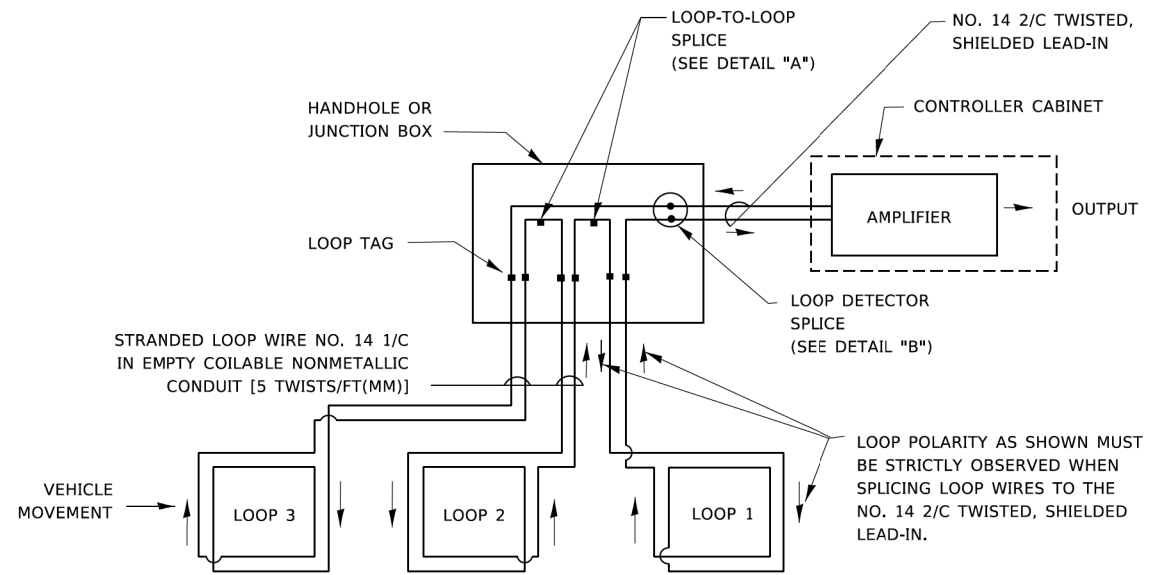 LOOP-TO-LOOP
SPLICE
(SEE DETAIL "A")
NO. 14 2/C TWISTED,
SHIELDED LEAD-IN
HANDHOLE OR
JUNCTION BOX
CONTROLLER CABINET
AMPLIFIER
OUTPUT
LOOP TAG
LOOP DETECTOR
SPLICE
(SEE DETAIL "B")
STRANDED LOOP WIRE NO. 14 1/C
IN EMPTY COILABLE NONMETALLIC
CONDUIT [5 TWISTS/FT(MM)]
LOOP POLARITY AS SHOWN MUST
BE STRICTLY OBSERVED WHEN
SPLICING LOOP WIRES TO THE
NO. 14 2/C TWISTED, SHIELDED
LEAD-IN.
VEHICLE
MOVEMENT
LOOP 3
LOOP 2
LOOP 1